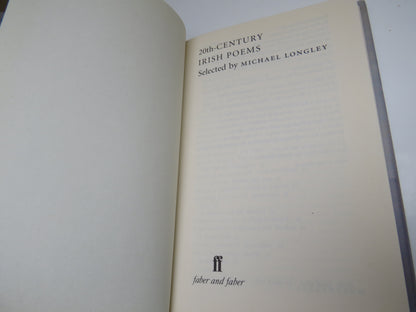 20th-CENTURY
IRISH POEMS
Selected by MICHAEL LONGLEY
ff
faber and faber